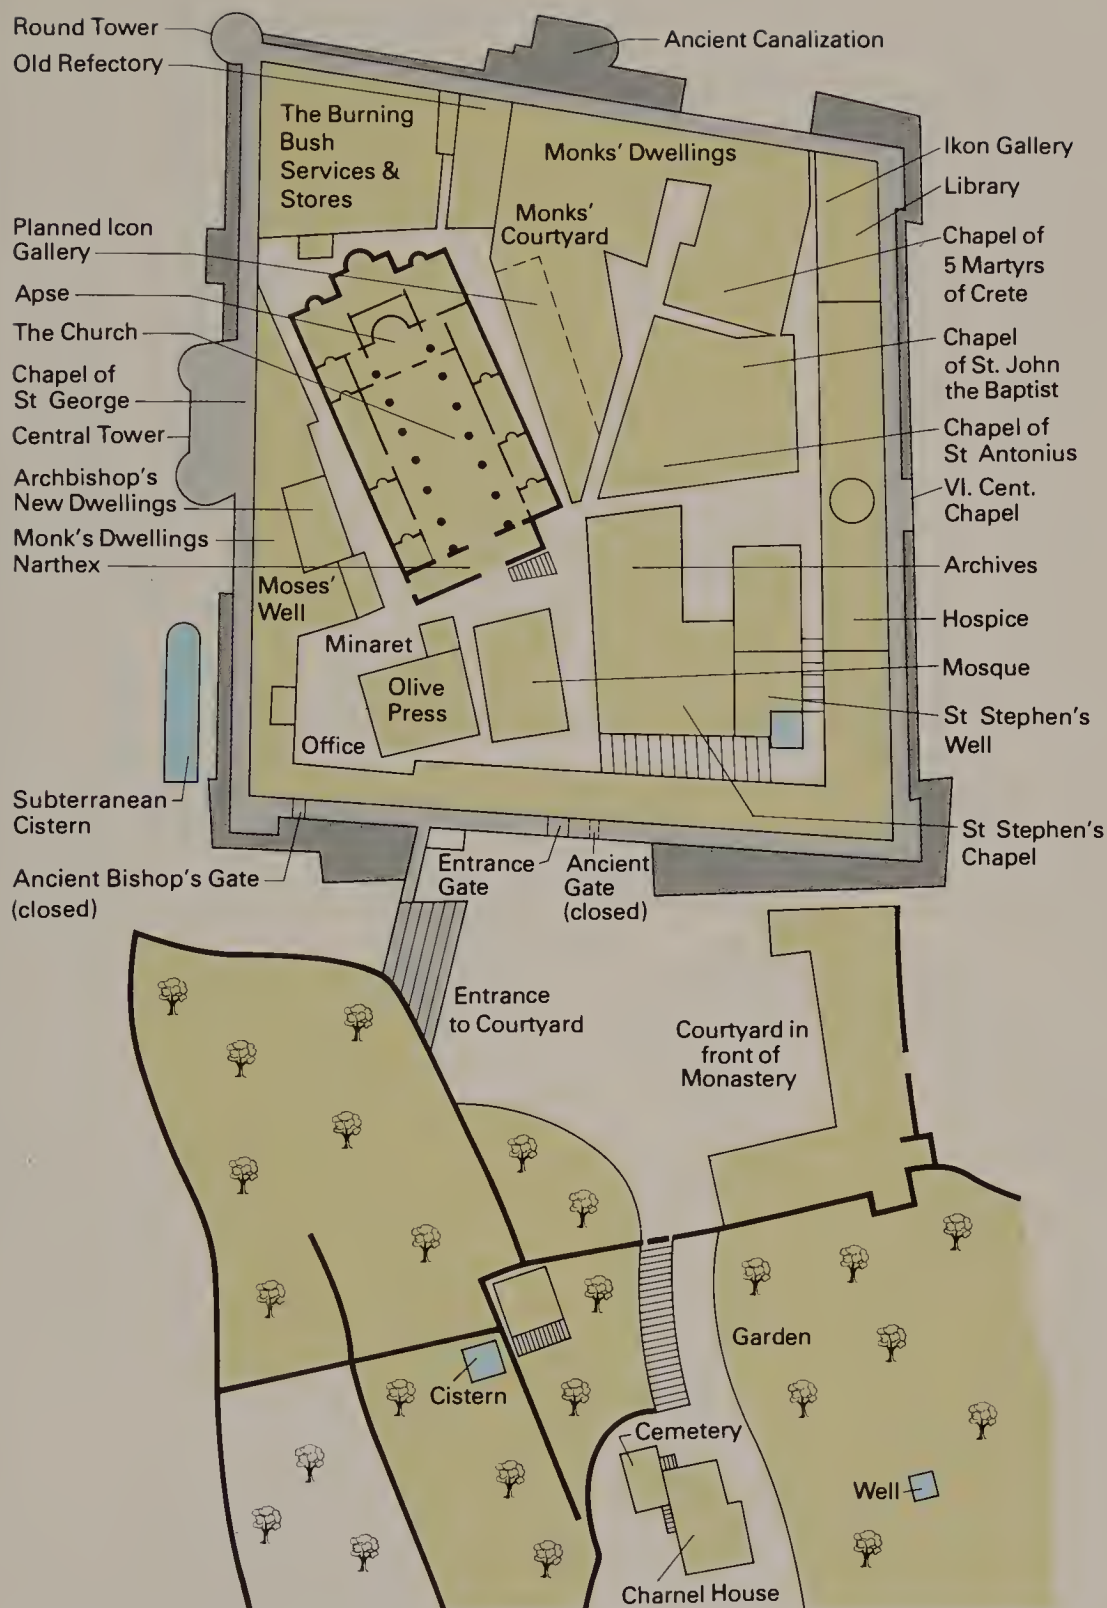 Round Tower
Old Refectory
Ancient Canalization
The Burning
Bush
Services &
Stores
Monks' Dwellings
Monks'
Courtyard
Ikon Gallery
Library
Planned Icon
Gallery
Apse
The Church
Chapel of
St George
Central Tower
Archbishop's
New Dwellings
Monk's Dwellings
Narthex
Chapel of
5 Martyrs
of Crete
Chapel
of St. John
the Baptist
Chapel of
St Antonius
VI. Cent.
Chapel
Archives
Hospice
Mosque
St Stephen's
Well
Moses'
Well
Minaret
Olive
Press
Office
Subterranean
Cistern
Ancient Bishop's Gate
(closed)
Entrance
Gate
Ancient
Gate
(closed)
St Stephen's
Chapel
Entrance
to Courtyard
Courtyard in
front of
Monastery
Garden
Cistern
Cemetery
Well
Charnel House